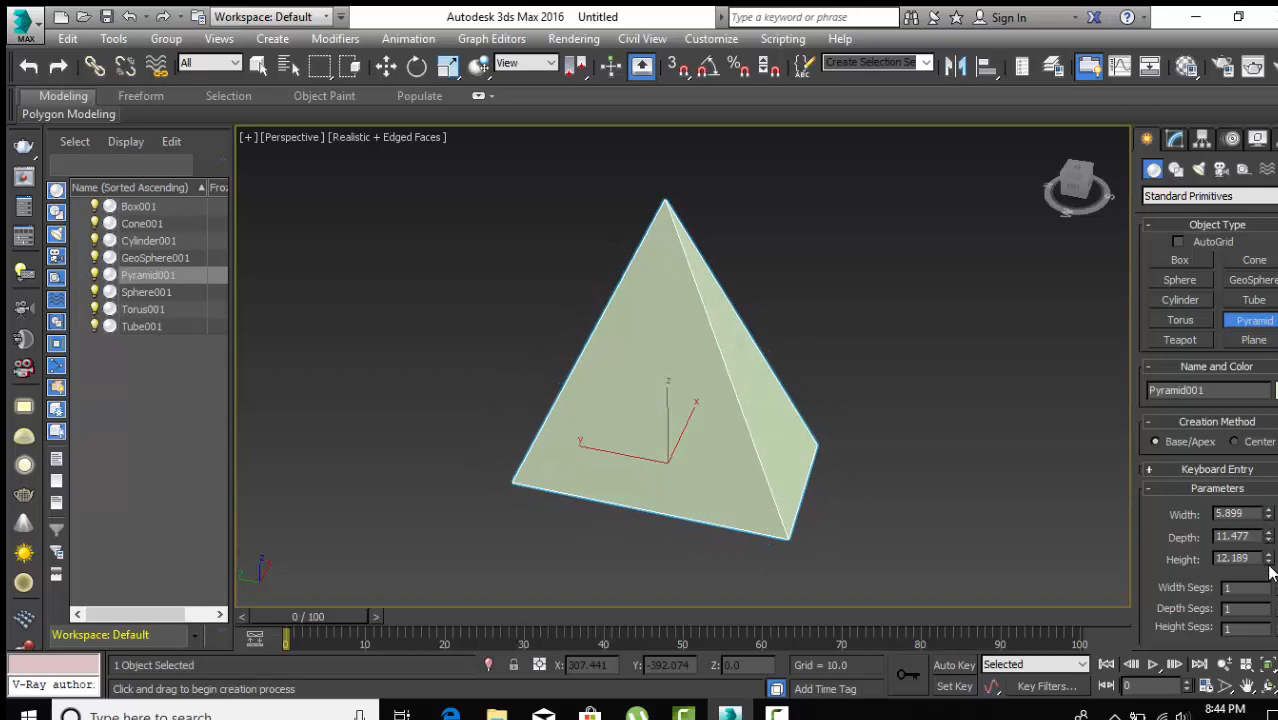 Workspace: Default
Autodesk 3ds Max 2016 Untitled
Type a keyword or phrase
Sign In
MAX
Edit Tools Group Views Create Modifiers Animation Graph Editors Rendering Civil View Customize Scripting Help
All
View
3
Create Selection Se
Modeling Freeform Selection Object Paint Populate
Polygon Modeling
Select Display Edit
Name (Sorted Ascending) Fro
Box001
Cone001
Cylinder001
GeoSphere001
Pyramid001
Sphere001
Torus001
Tube001
[+] [Perspective] [Realistic + Edged Faces]
z
x
y
z
Standard Primitives
Object Type
AutoGrid
Box Cone
Sphere GeoSphere
Cylinder Tube
Torus Pyramid
Teapot Plane
Name and Color
Pyramid001
Creation Method
Base/Apex Center
Keyboard Entry
Parameters
Width: 5.899
Depth: 11.477
Height: 12.189
Width Segs: 1
Depth Segs: 1
Height Segs: 1
< 0 / 100 >
Workspace: Default
0 10 20 30 40 50 60 70 80 90 100
1 Object Selected
X: 307.441 Y: -392.074 Z: 0.0
Grid = 10.0
Auto Key Selected
V-Ray author:
Click and drag to begin creation process
Add Time Tag
Set Key Key Filters...
0
Type here to search
8:44 PM